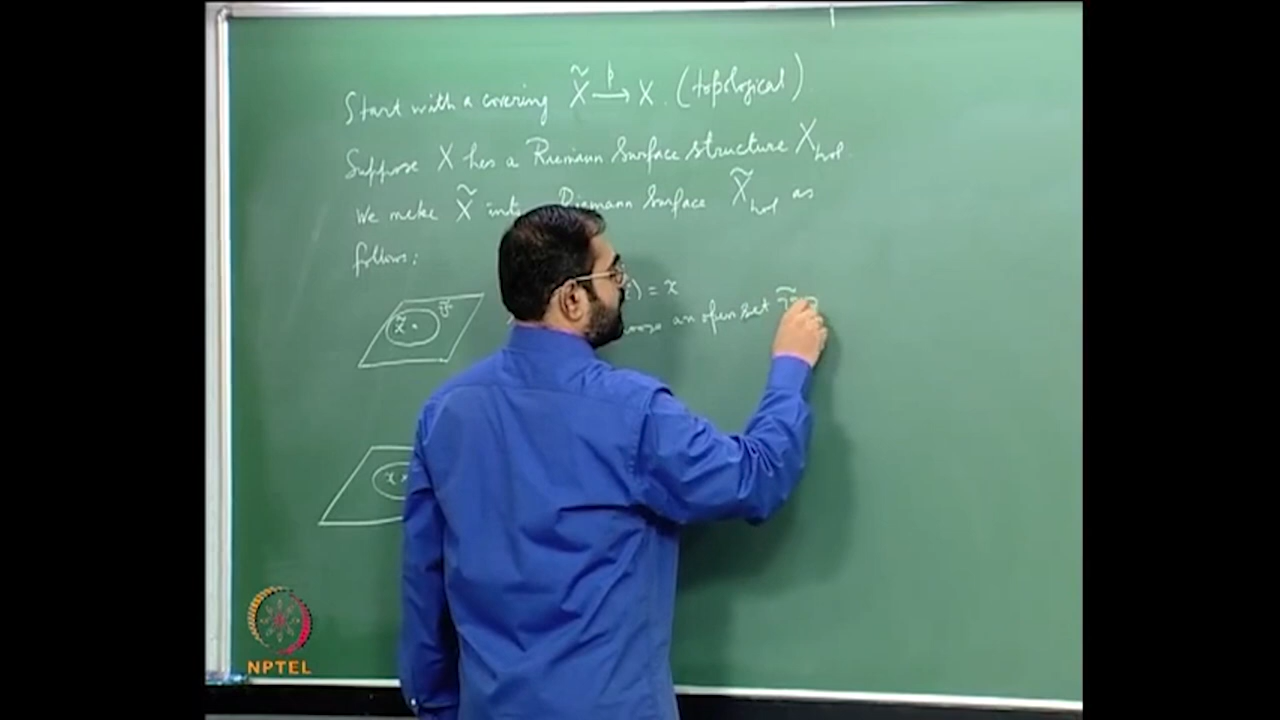 Start with a covering X̃ —p→ X. (topological)
Suppose X has a Riemann Surface structure X_hol.
We make X̃ into Riemann Surface X̃_hol as
follows:
) = x
an open set
x̃
Ũ
x
NPTEL